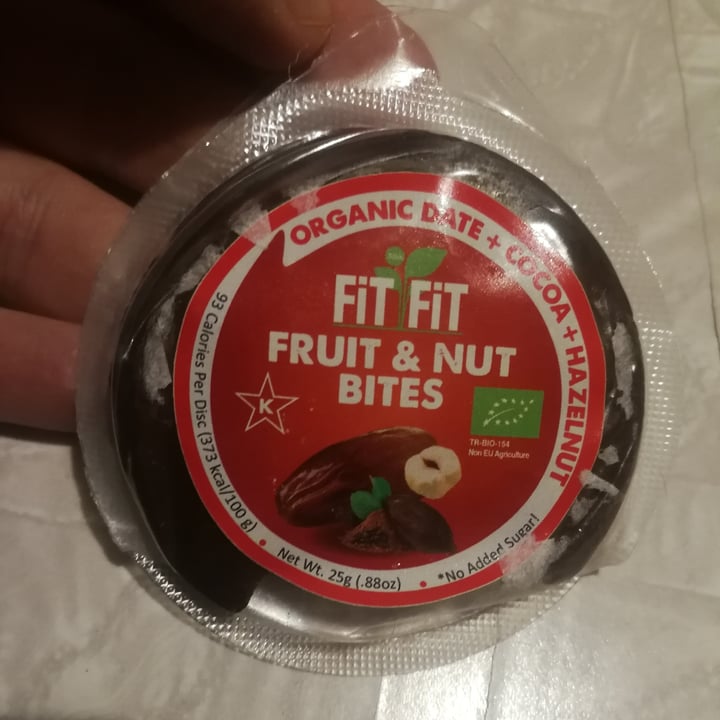 ORGANIC DATE + COCOA + HAZELNUT
FiT FiT
FRUIT & NUT
BITES
K
TR-BIO-154
Non EU Agriculture
93 Calories Per Disc (373 kcal/100 g) • Net Wt. 25g (.88oz) • *No Added Sugar!